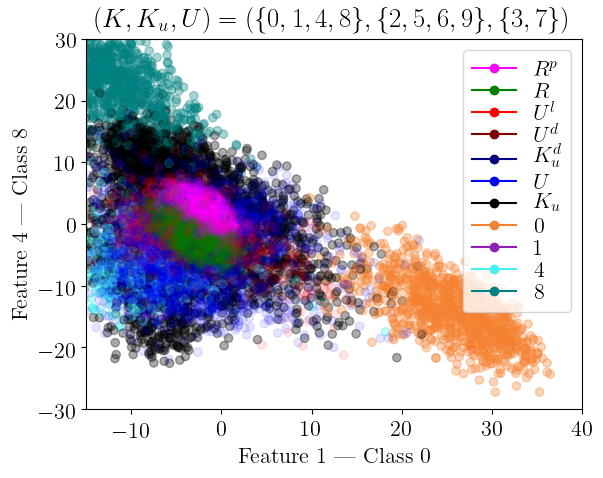 (K, K_u, U) = ({0, 1, 4, 8}, {2, 5, 6, 9}, {3, 7})
30
20
10
0
−10
−20
−30
Feature 4 — Class 8
R^p
R
U^l
U^d
K_u^d
U
K_u
0
1
4
8
−10
0
10
20
30
40
Feature 1 — Class 0